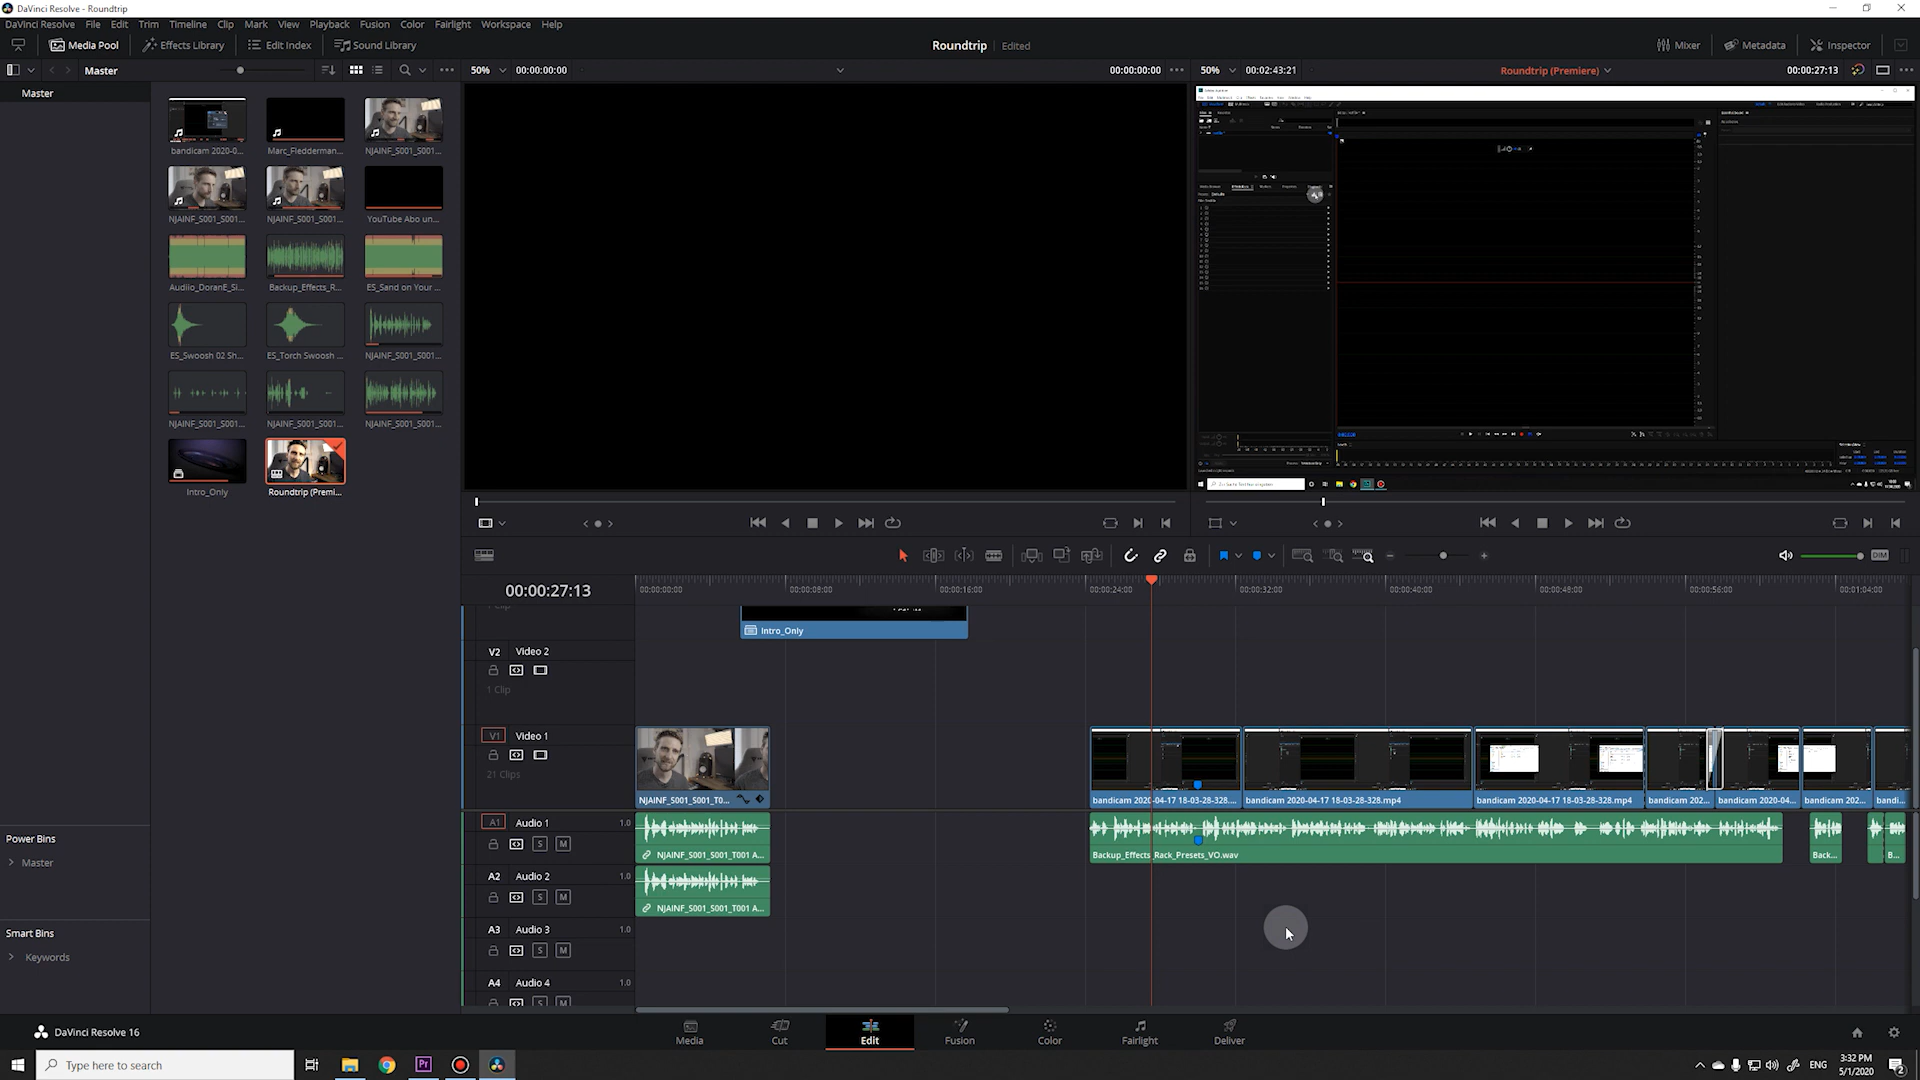 DaVinci Resolve - Roundtrip
DaVinci Resolve File Edit Trim Timeline Clip Mark View Playback Fusion Color Fairlight Workspace Help
Media Pool Effects Library Edit Index Sound Library Roundtrip Edited Mixer Metadata Inspector
Master 50% 00:00:00:00 00:00:00:00 50% 00:02:43:21 Roundtrip (Premiere) 00:00:27:13
Master
bandicam 2020-0... Marc_Fledderman... NJAINF_S001_S001...
NJAINF_S001_S001... NJAINF_S001_S001... YouTube Abo un...
Audiio_DoranE_Si... Backup_Effects_R... ES_Sand on Your ...
ES_Swoosh 02 Sh... ES_Torch Swoosh ... NJAINF_S001_S001...
NJAINF_S001_S001... NJAINF_S001_S001... NJAINF_S001_S001...
Intro_Only Roundtrip (Premi...
DIM
00:00:27:13 00:00:00:00 00:00:08:00 00:00:16:00 00:00:24:00 00:00:32:00 00:00:40:00 00:00:48:00 00:00:56:00 00:01:04:00
1 Clip
Intro_Only
V2 Video 2
1 Clip
V1 Video 1
21 Clips
NJAINF_S001_S001_T0... bandicam 2020-04-17 18-03-28-328.... bandicam 2020-04-17 18-03-28-328.mp4 bandicam 2020-04-17 18-03-28-328.mp4 bandicam 202... bandicam 2020-04... bandicam 202... bandi...
A1 Audio 1 1.0
S M
NJAINF_S001_S001_T001 A... Backup_Effects_Rack_Presets_VO.wav Back... B...
A2 Audio 2 1.0
S M
NJAINF_S001_S001_T001 A...
A3 Audio 3 1.0
S M
A4 Audio 4 1.0
S M
Power Bins
Master
Smart Bins
Keywords
DaVinci Resolve 16
Media Cut Edit Fusion Color Fairlight Deliver
Type here to search
Pr
ENG
3:32 PM
5/1/2020
2